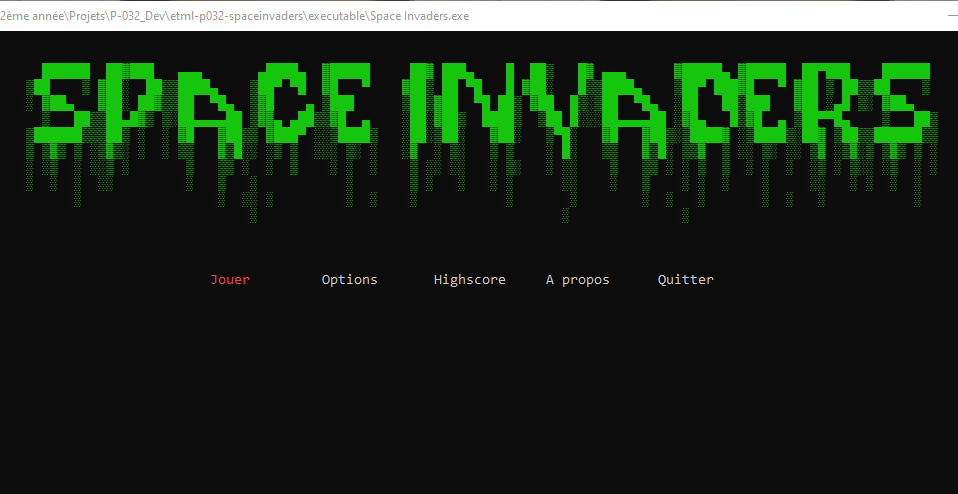 2ème année\Projets\P-032_Dev\etml-p032-spaceinvaders\executable\Space Invaders.exe
SPACE INVADERS
Jouer Options Highscore A propos Quitter